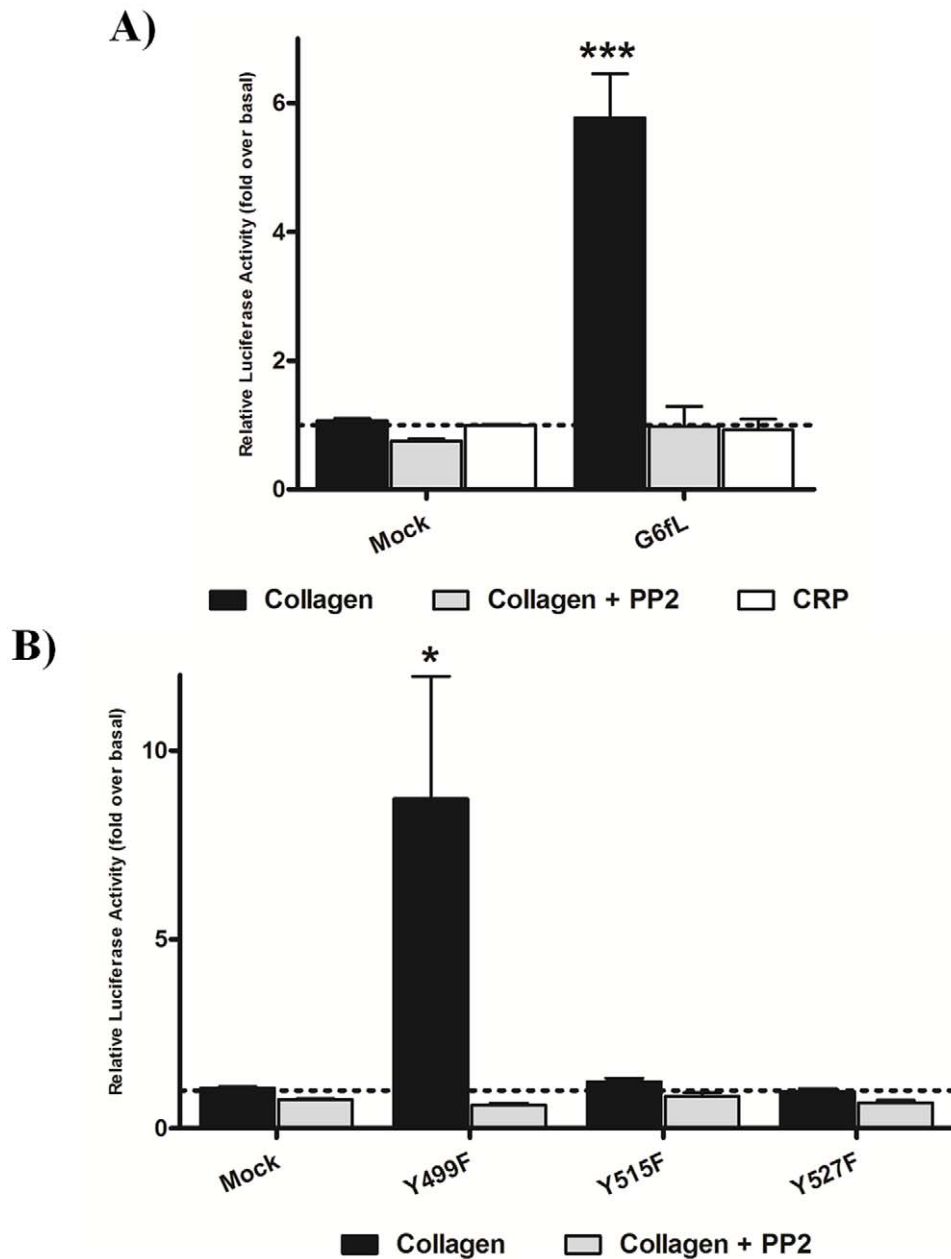 A)
Relative Luciferase Activity (fold over basal)
***
6
4
2
0
Mock
G6fL
Collagen
Collagen + PP2
CRP
B)
Relative Luciferase Activity (fold over basal)
*
10
5
0
Mock
Y499F
Y515F
Y527F
Collagen
Collagen + PP2